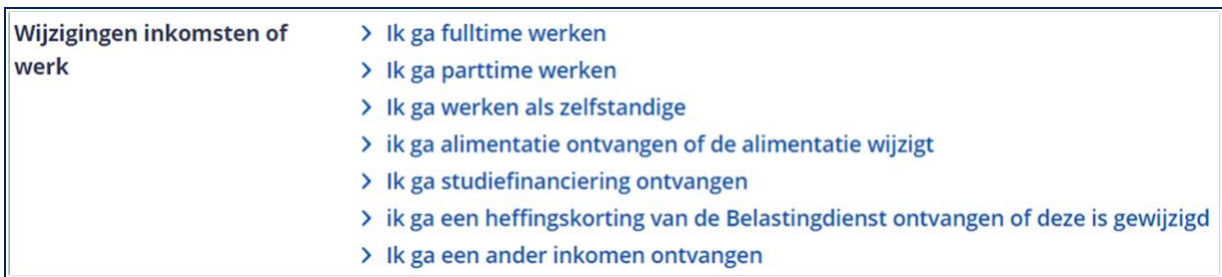 Wijzigingen inkomsten of
werk
> Ik ga fulltime werken
> Ik ga parttime werken
> Ik ga werken als zelfstandige
> ik ga alimentatie ontvangen of de alimentatie wijzigt
> Ik ga studiefinanciering ontvangen
> ik ga een heffingskorting van de Belastingdienst ontvangen of deze is gewijzigd
> Ik ga een ander inkomen ontvangen